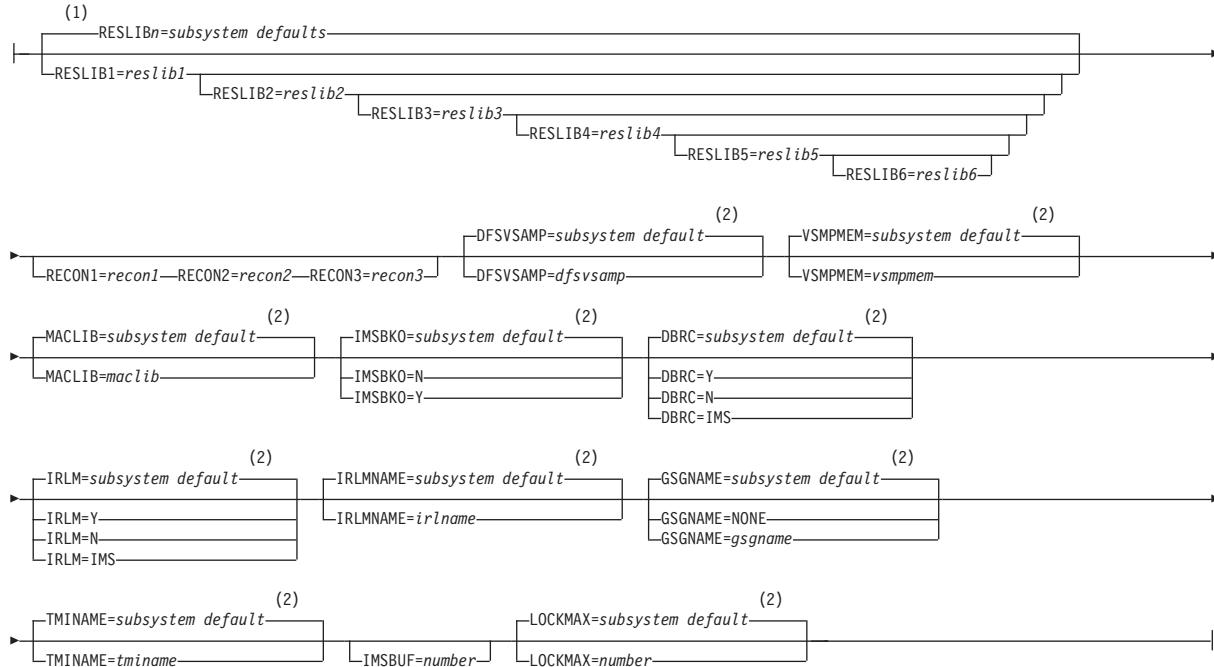 (1)
RESLIBn=subsystem defaults
RESLIB1=reslib1
RESLIB2=reslib2
RESLIB3=reslib3
RESLIB4=reslib4
RESLIB5=reslib5
RESLIB6=reslib6
(2) (2)
DFSVSAMP=subsystem default VSMPMEM=subsystem default
RECON1=recon1 RECON2=recon2 RECON3=recon3 DFSVSAMP=dfsvsamp VSMPMEM=vsmpmem
(2) (2) (2)
MACLIB=subsystem default IMSBKO=subsystem default DBRC=subsystem default
MACLIB=maclib IMSBKO=N DBRC=Y
IMSBKO=Y DBRC=N
DBRC=IMS
(2) (2) (2)
IRLM=subsystem default IRLMNAME=subsystem default GSGNAME=subsystem default
IRLM=Y IRLMNAME=irlname GSGNAME=NONE
IRLM=N GSGNAME=gsgname
IRLM=IMS
(2) (2)
TMINAME=subsystem default LOCKMAX=subsystem default
TMINAME=tminame IMSBUF=number LOCKMAX=number